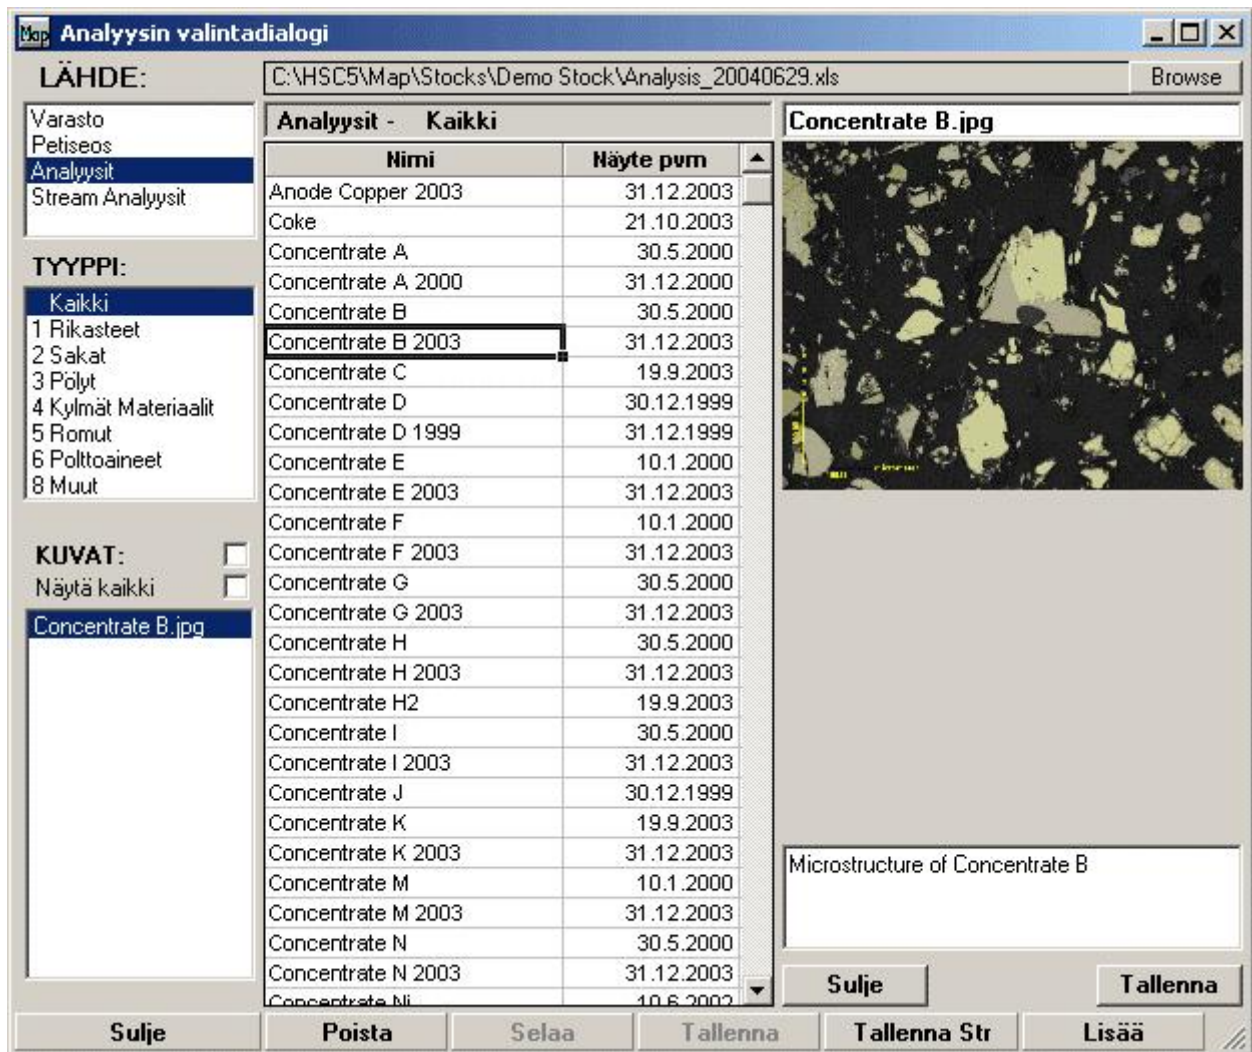 Map Analyysin valintadialogi
LÄHDE:
C:\HSC5\Map\Stocks\Demo Stock\Analysis_20040629.xls
Browse
Varasto
Petiseos
Analyysit
Stream Analyysit
TYYPPI:
Kaikki
1 Rikasteet
2 Sakat
3 Pölyt
4 Kylmät Materiaalit
5 Romut
6 Polttoaineet
8 Muut
KUVAT:
Näytä kaikki
Concentrate B.jpg
Analyysit - Kaikki
Nimi Näyte pvm
Anode Copper 2003 31.12.2003
Coke 21.10.2003
Concentrate A 30.5.2000
Concentrate A 2000 31.12.2000
Concentrate B 30.5.2000
Concentrate B 2003 31.12.2003
Concentrate C 19.9.2003
Concentrate D 30.12.1999
Concentrate D 1999 31.12.1999
Concentrate E 10.1.2000
Concentrate E 2003 31.12.2003
Concentrate F 10.1.2000
Concentrate F 2003 31.12.2003
Concentrate G 30.5.2000
Concentrate G 2003 31.12.2003
Concentrate H 30.5.2000
Concentrate H 2003 31.12.2003
Concentrate H2 19.9.2003
Concentrate I 30.5.2000
Concentrate I 2003 31.12.2003
Concentrate J 30.12.1999
Concentrate K 19.9.2003
Concentrate K 2003 31.12.2003
Concentrate M 10.1.2000
Concentrate M 2003 31.12.2003
Concentrate N 30.5.2000
Concentrate N 2003 31.12.2003
Concentrate Ni 10.6.2002
Concentrate B.jpg
Microstructure of Concentrate B
Sulje Tallenna
Sulje Poista Selaa Tallenna Tallenna Str Lisää